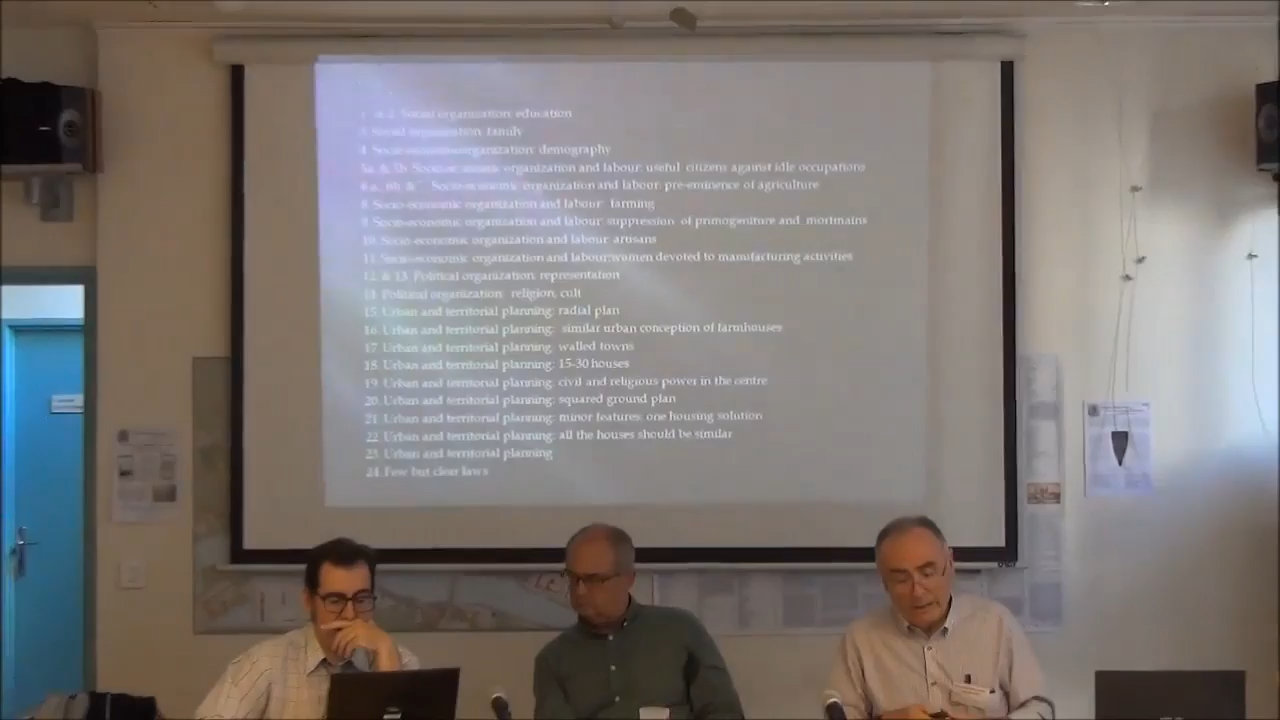 1. & 2. Social organization: education
3. Social organization: family
4. Socio-economic organization: demography
5a & 5b. Socio-economic organization and labour: useful citizens against idle occupations
6a, 6b & Socio-economic organization and labour: pre-eminence of agriculture
8. Socio-economic organization and labour: farming
9. Socio-economic organization and labour: suppression of primogeniture and mortmains
10. Socio-economic organization and labour: artisans
11. Socio-economic organization and labour:women devoted to manufacturing activities
12. & 13. Political organization: representation
14. Political organization: religion, cult
15. Urban and territorial planning: radial plan
16. Urban and territorial planning: similar urban conception of farmhouses
17. Urban and territorial planning: walled towns
18. Urban and territorial planning: 15-30 houses
19. Urban and territorial planning: civil and religious power in the centre
20. Urban and territorial planning: squared ground plan
21. Urban and territorial planning: minor features: one housing solution
22. Urban and territorial planning: all the houses should be similar
23. Urban and territorial planning
24. Few but clear laws